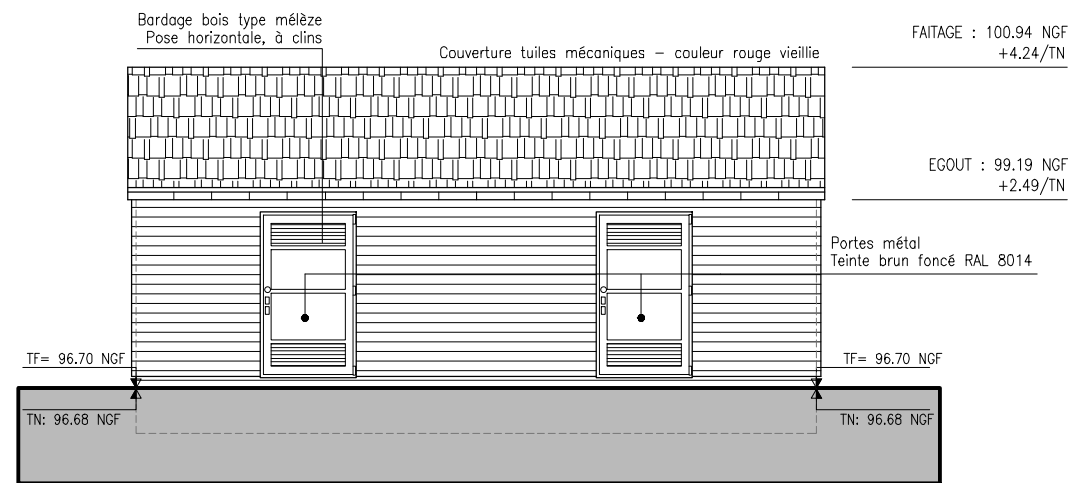 Bardage bois type mélèze
Pose horizontale, à clins
Couverture tuiles mécaniques – couleur rouge vieillie
FAITAGE : 100.94 NGF
+4.24/TN
EGOUT : 99.19 NGF
+2.49/TN
Portes métal
Teinte brun foncé RAL 8014
TF= 96.70 NGF
TF= 96.70 NGF
TN: 96.68 NGF
TN: 96.68 NGF